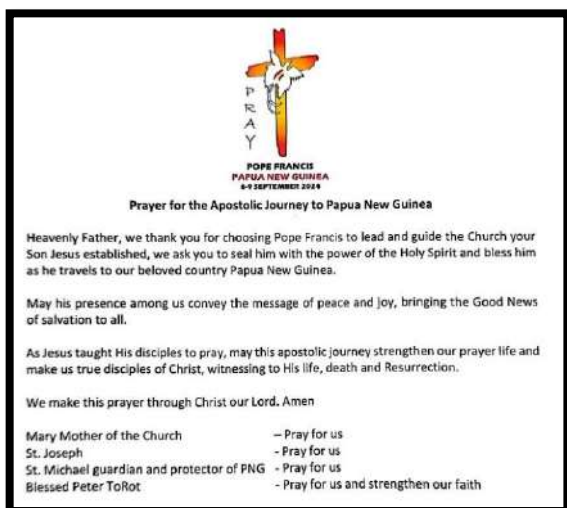 PRAY
POPE FRANCIS
PAPUA NEW GUINEA
6-9 SEPTEMBER 2024
Prayer for the Apostolic Journey to Papua New Guinea
Heavenly Father, we thank you for choosing Pope Francis to lead and guide the Church your
Son Jesus established, we ask you to seal him with the power of the Holy Spirit and bless him
as he travels to our beloved country Papua New Guinea.
May his presence among us convey the message of peace and joy, bringing the Good News
of salvation to all.
As Jesus taught His disciples to pray, may this apostolic journey strengthen our prayer life and
make us true disciples of Christ, witnessing to His life, death and Resurrection.
We make this prayer through Christ our Lord. Amen
Mary Mother of the Church – Pray for us
St. Joseph - Pray for us
St. Michael guardian and protector of PNG - Pray for us
Blessed Peter ToRot - Pray for us and strengthen our faith